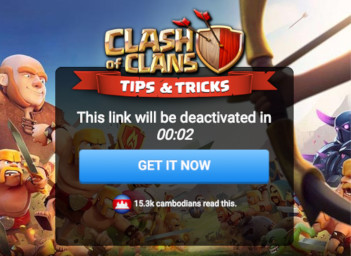 CLASH
OF CLANS
TIPS & TRICKS
This link will be deactivated in
00:02
GET IT NOW
15.3k cambodians read this.